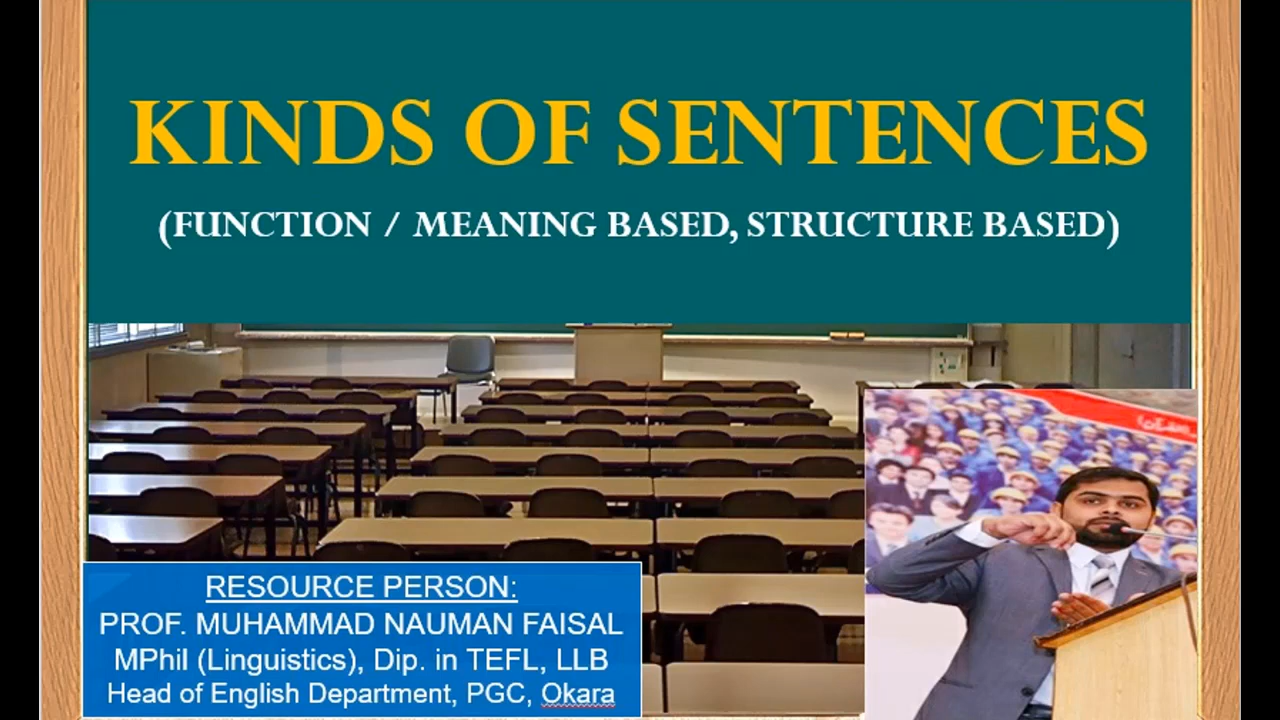 KINDS OF SENTENCES
(FUNCTION / MEANING BASED, STRUCTURE BASED)
RESOURCE PERSON:
PROF. MUHAMMAD NAUMAN FAISAL
MPhil (Linguistics), Dip. in TEFL, LLB
Head of English Department, PGC, Okara